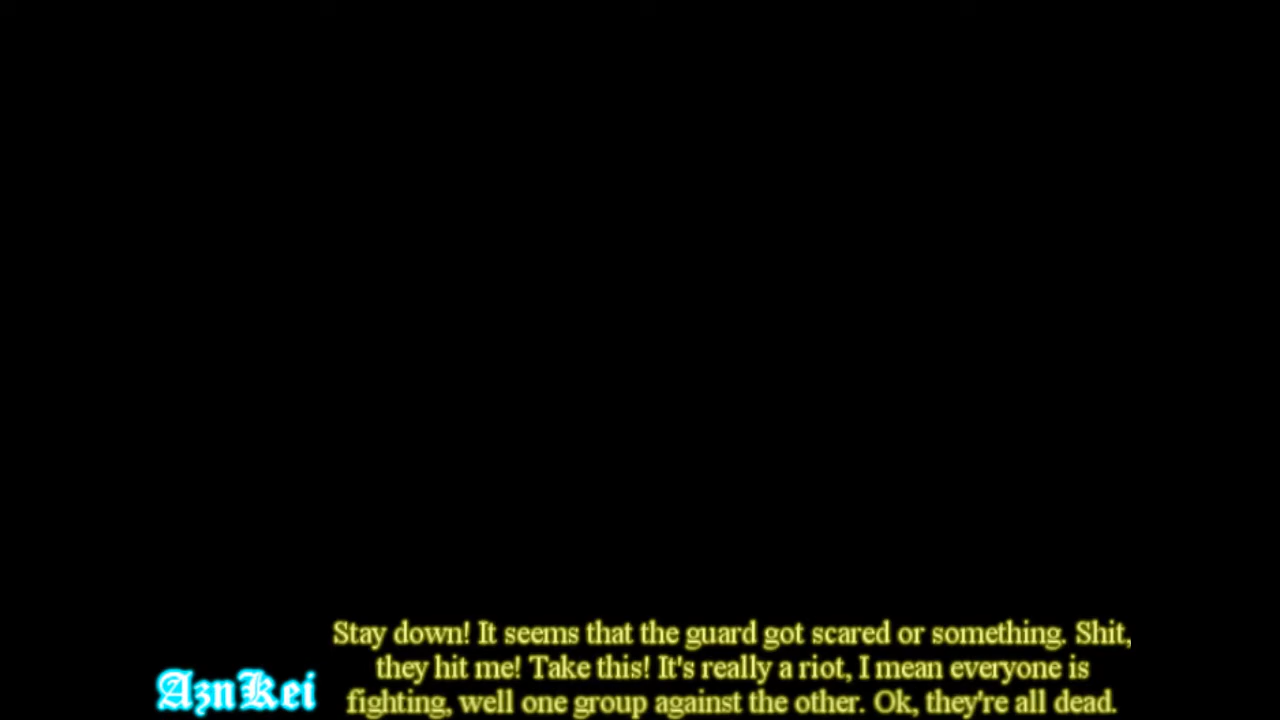 Stay down! It seems that the guard got scared or something. Shit,
they hit me! Take this! It's really a riot, I mean everyone is
fighting, well one group against the other. Ok, they're all dead.
AznKei